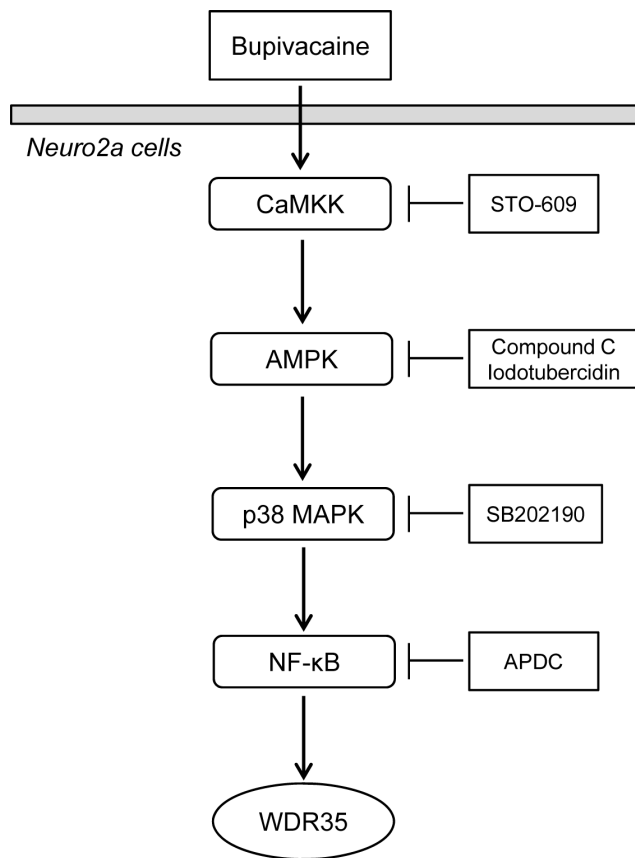 Bupivacaine
Neuro2a cells
CaMKK
STO-609
AMPK
Compound C
Iodotubercidin
p38 MAPK
SB202190
NF-κB
APDC
WDR35